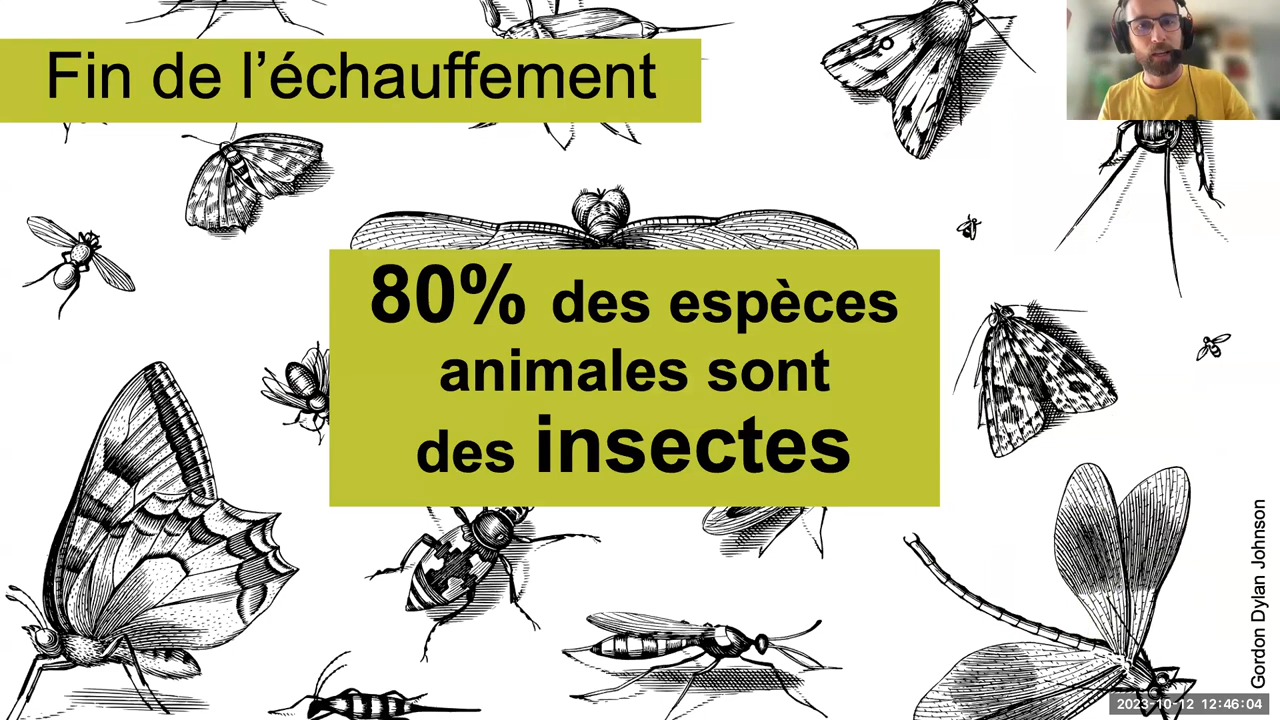 Fin de l’échauffement
80% des espèces
animales sont
des insectes
Gordon Dylan Johnson
2023-10-12 12:46:04